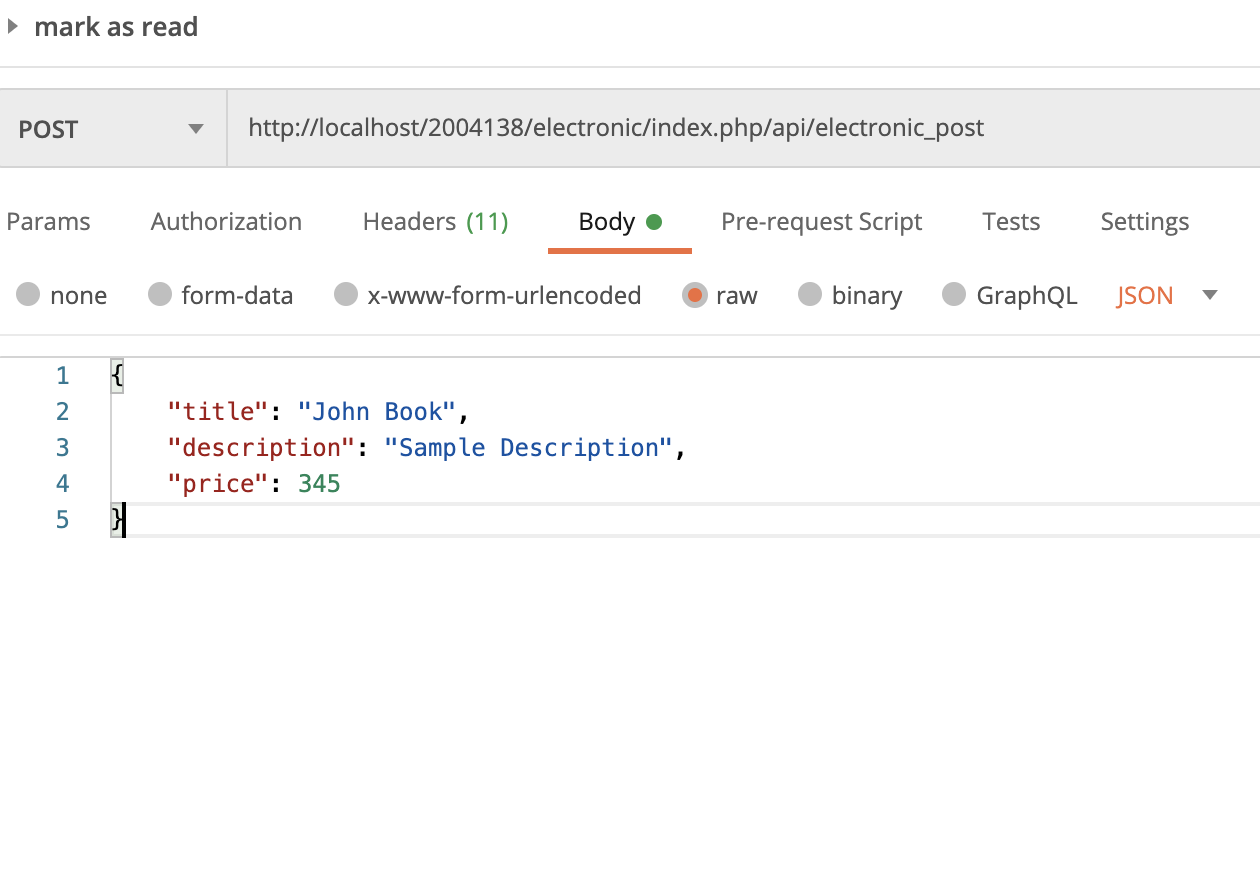 mark as read
POST http://localhost/2004138/electronic/index.php/api/electronic_post
Params Authorization Headers (11) Body Pre-request Script Tests Settings
none form-data x-www-form-urlencoded raw binary GraphQL JSON
1 {
2 "title": "John Book",
3 "description": "Sample Description",
4 "price": 345
5 }